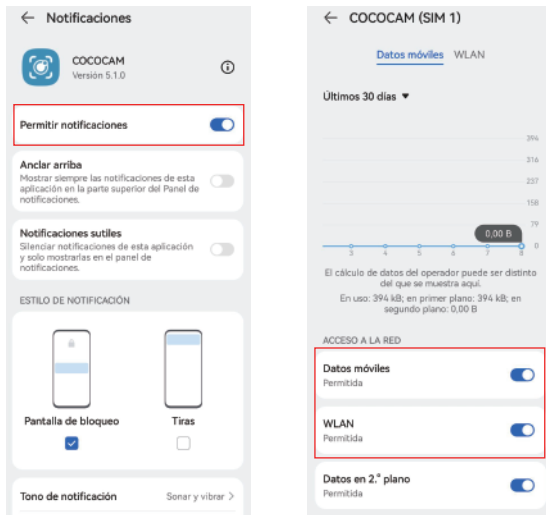 Notificaciones
COCOCAM
Versión 5.1.0
Permitir notificaciones
Anclar arriba
Mostrar siempre las notificaciones de esta
aplicación en la parte superior del Panel de
notificaciones.
Notificaciones sutiles
Silenciar notificaciones de esta aplicación
y solo mostrarlas en el panel de
notificaciones.
ESTILO DE NOTIFICACIÓN
Pantalla de bloqueo
Tiras
Tono de notificación
Sonar y vibrar >
COCOCAM (SIM 1)
Datos móviles WLAN
Últimos 30 días
394
316
237
158
79
0,00 B
0
3 4 5 6 7 8
El cálculo de datos del operador puede ser distinto
del que se muestra aquí.
En uso: 394 kB; en primer plano: 394 kB; en
segundo plano: 0,00 B
ACCESO A LA RED
Datos móviles
Permitida
WLAN
Permitida
Datos en 2.° plano
Permitida